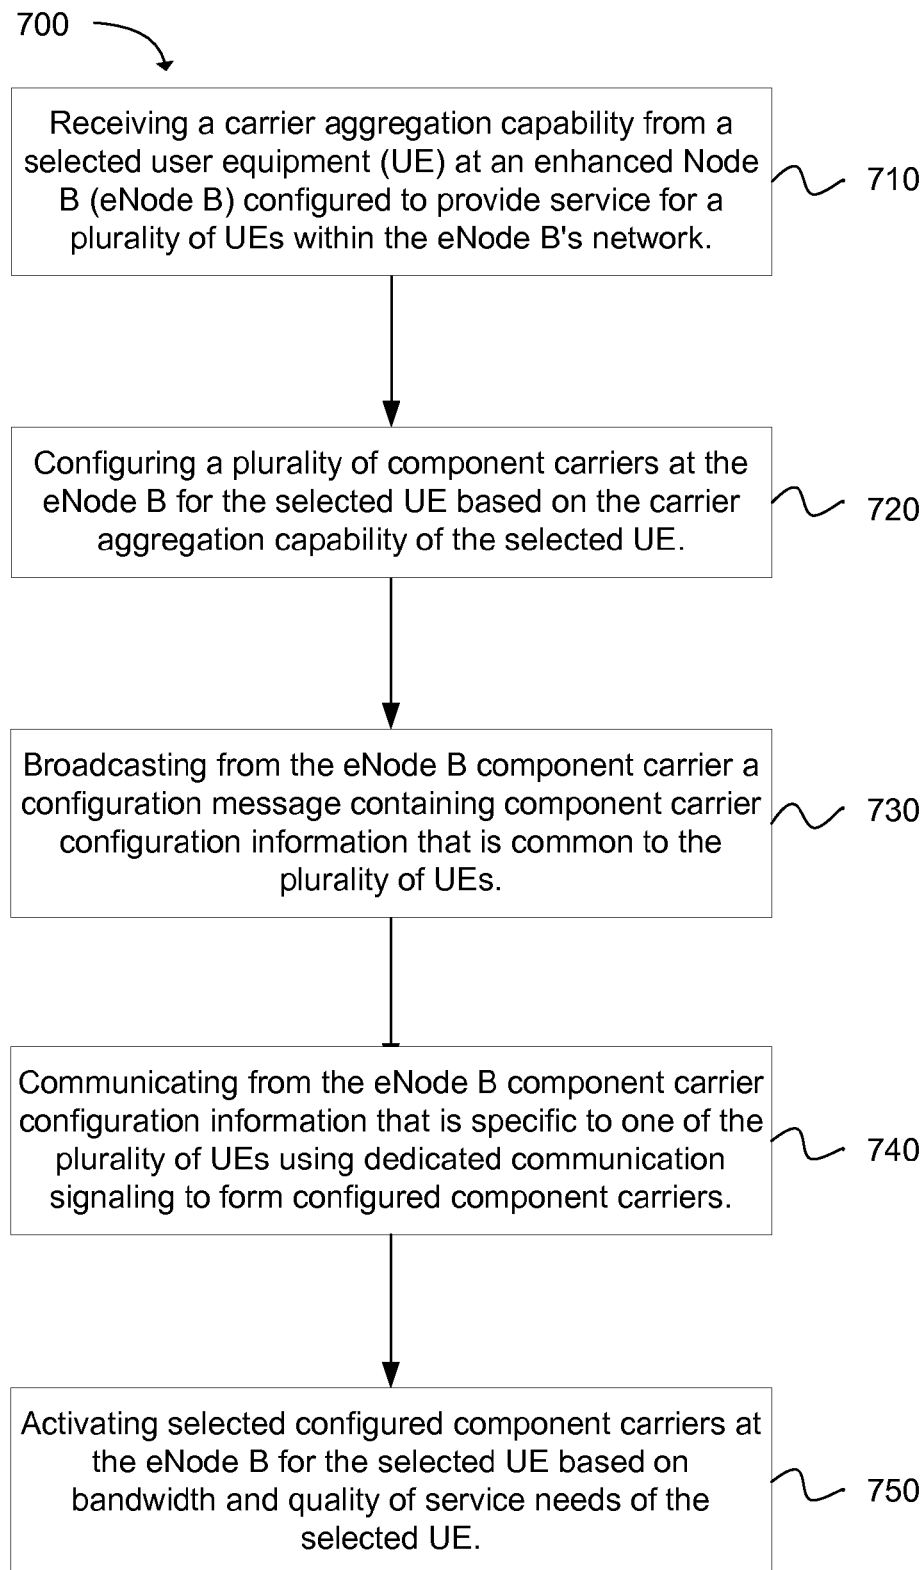 700
Receiving a carrier aggregation capability from a
selected user equipment (UE) at an enhanced Node
B (eNode B) configured to provide service for a
plurality of UEs within the eNode B's network.
710
Configuring a plurality of component carriers at the
eNode B for the selected UE based on the carrier
aggregation capability of the selected UE.
720
Broadcasting from the eNode B component carrier a
configuration message containing component carrier
configuration information that is common to the
plurality of UEs.
730
Communicating from the eNode B component carrier
configuration information that is specific to one of the
plurality of UEs using dedicated communication
signaling to form configured component carriers.
740
Activating selected configured component carriers at
the eNode B for the selected UE based on
bandwidth and quality of service needs of the
selected UE.
750